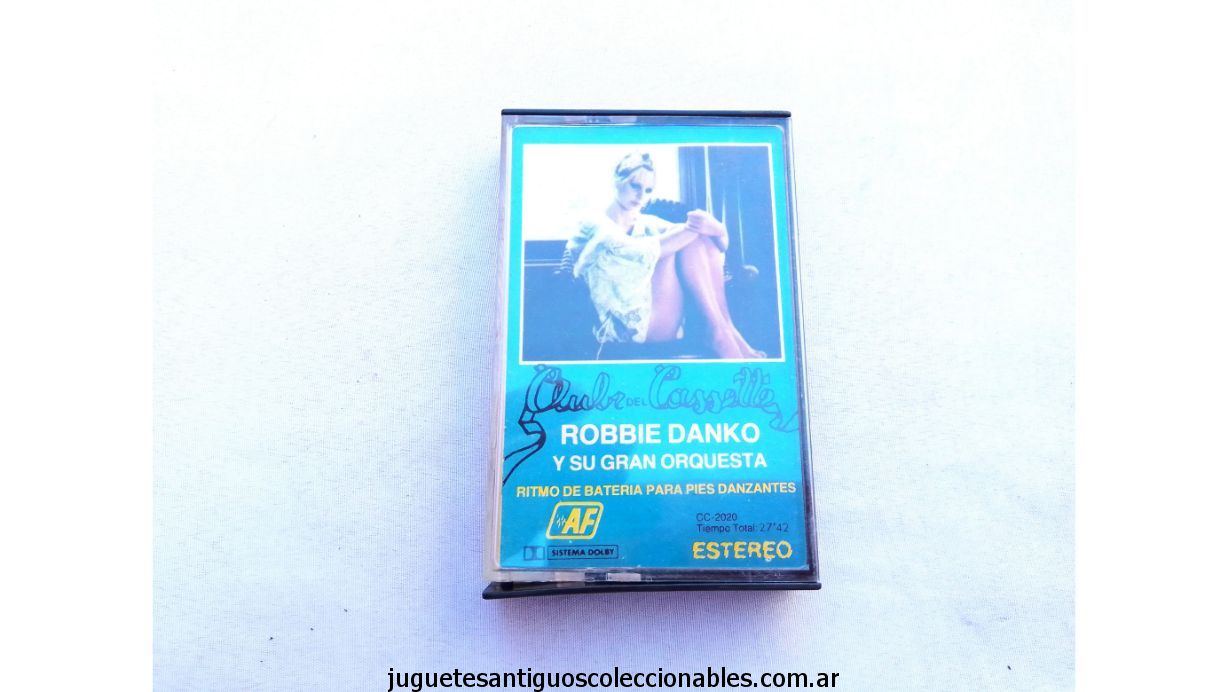 Club DEL Cassette
ROBBIE DANKO
Y SU GRAN ORQUESTA
RITMO DE BATERIA PARA PIES DANZANTES
AF
CC-2020
Tiempo Total: 27'42
SISTEMA DOLBY
ESTEREO
juguetesantiguoscoleccionables.com.ar